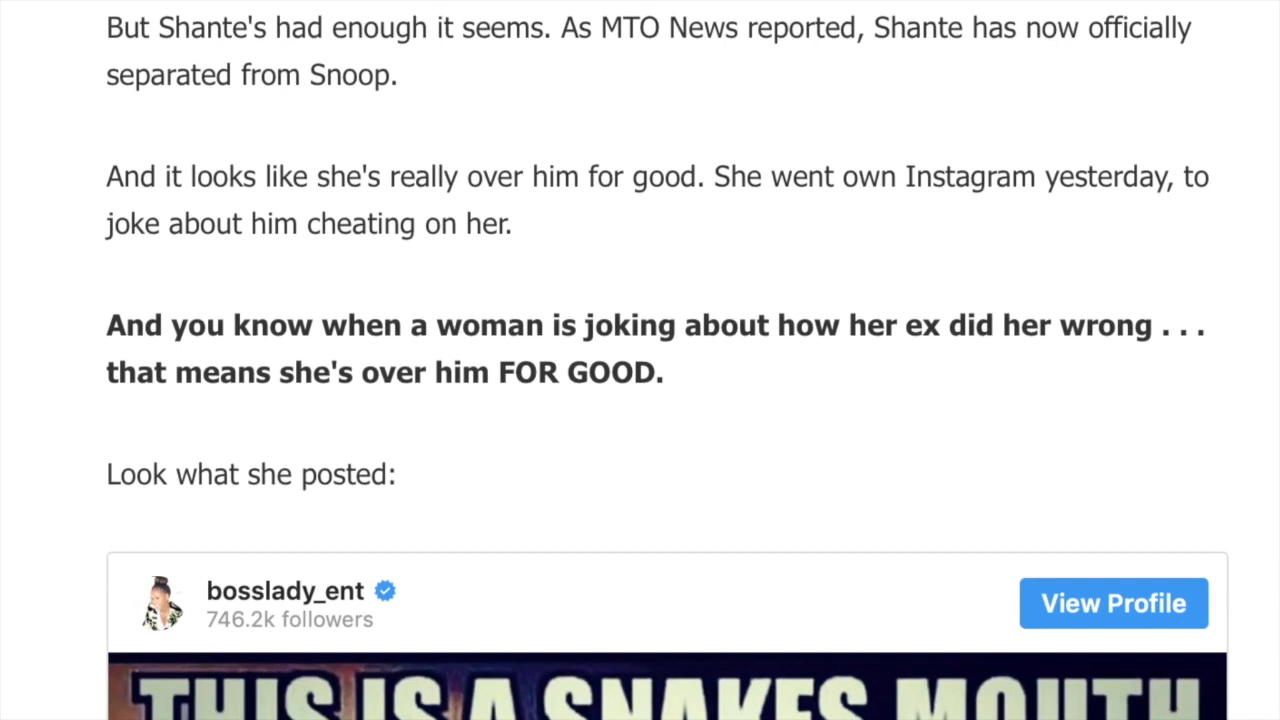 But Shante's had enough it seems. As MTO News reported, Shante has now officially
separated from Snoop.
And it looks like she's really over him for good. She went own Instagram yesterday, to
joke about him cheating on her.
And you know when a woman is joking about how her ex did her wrong . . .
that means she's over him FOR GOOD.
Look what she posted:
bosslady_ent
746.2k followers
View Profile
THIS IS A SNAKES MOUTH